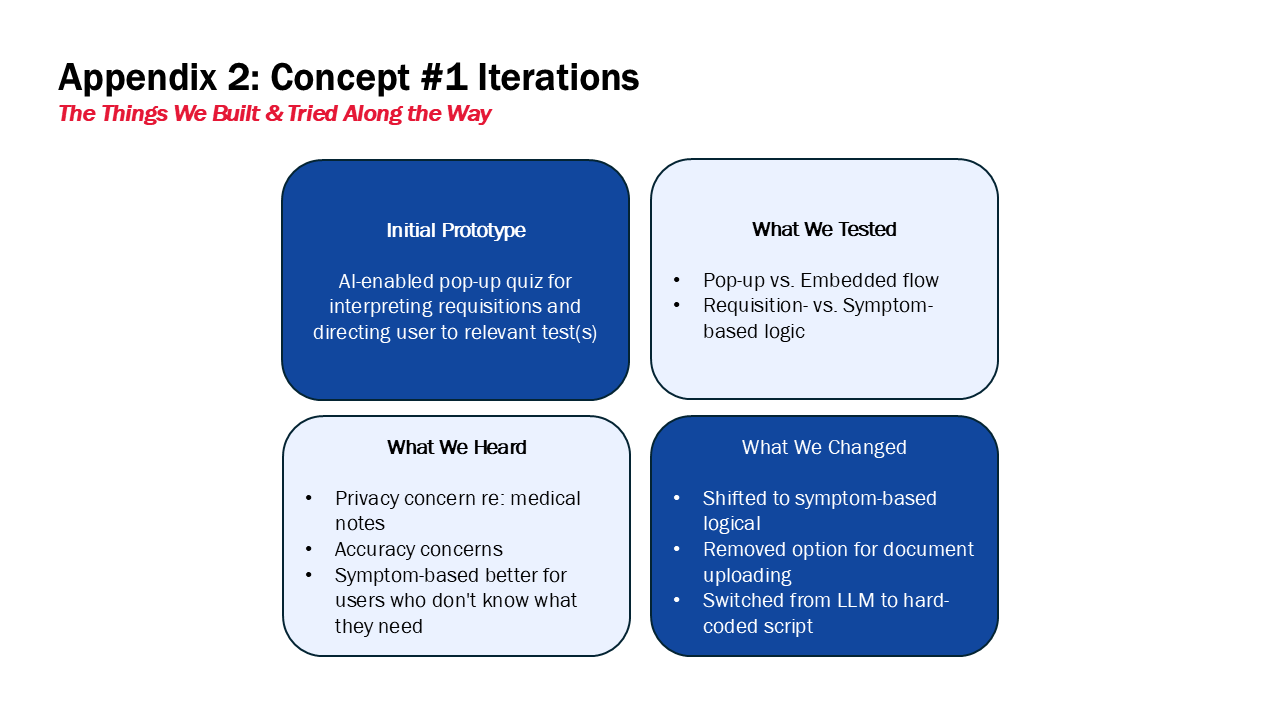 Appendix 2: Concept #1 Iterations
The Things We Built & Tried Along the Way
Initial Prototype
AI-enabled pop-up quiz for
interpreting requisitions and
directing user to relevant test(s)
What We Tested
• Pop-up vs. Embedded flow
• Requisition- vs. Symptom-
based logic
What We Heard
• Privacy concern re: medical
notes
• Accuracy concerns
• Symptom-based better for
users who don't know what
they need
What We Changed
• Shifted to symptom-based
logical
• Removed option for document
uploading
• Switched from LLM to hard-
coded script